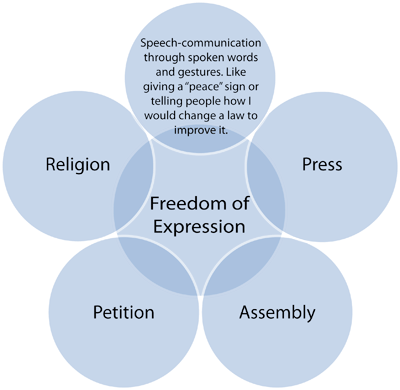 Speech-communication
through spoken words
and gestures. Like
giving a “peace” sign or
telling people how I
would change a law to
improve it.
Religion
Press
Freedom of
Expression
Petition
Assembly